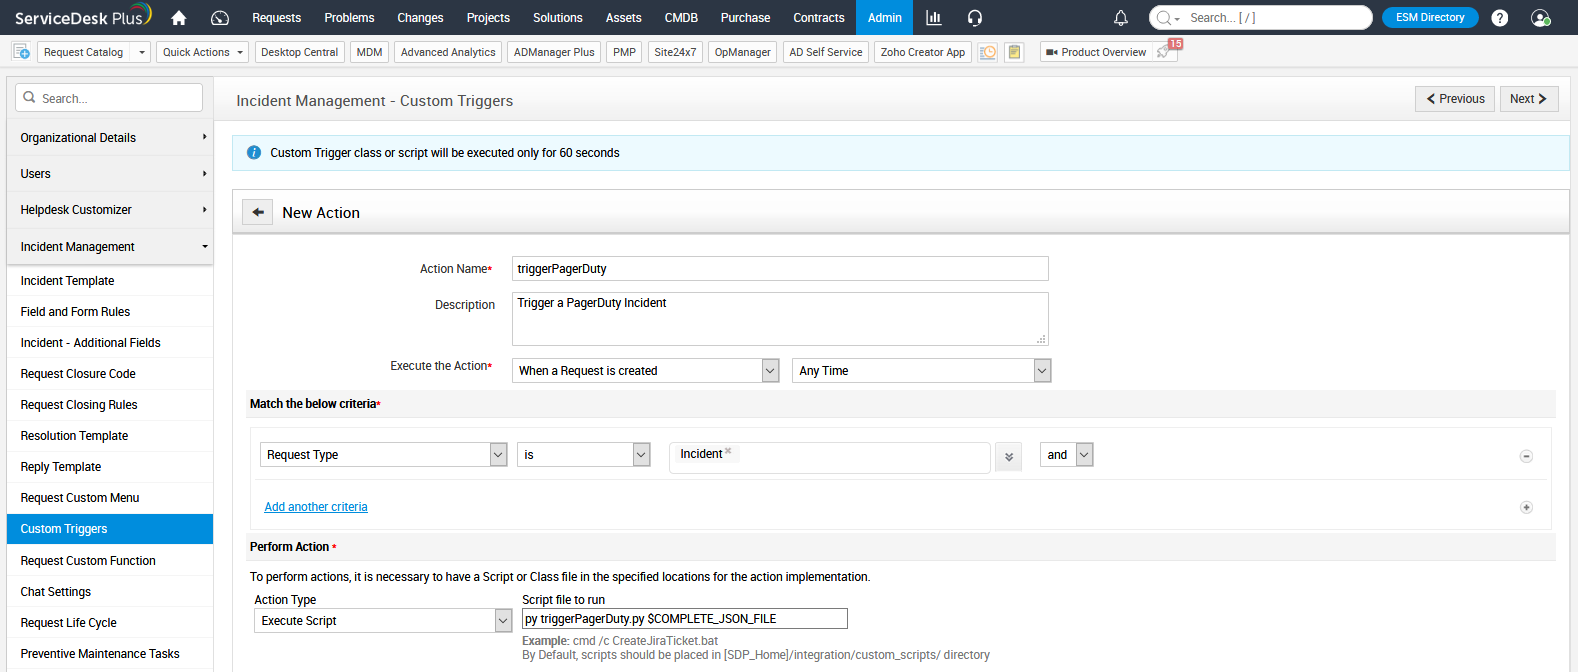 ServiceDesk Plus Requests Problems Changes Projects Solutions Assets CMDB Purchase Contracts Admin Search... [ / ] ESM Directory ?
Request Catalog Quick Actions Desktop Central MDM Advanced Analytics ADManager Plus PMP Site24x7 OpManager AD Self Service Zoho Creator App Product Overview 15
Search...
Organizational Details
Users
Helpdesk Customizer
Incident Management
Incident Template
Field and Form Rules
Incident - Additional Fields
Request Closure Code
Request Closing Rules
Resolution Template
Reply Template
Request Custom Menu
Custom Triggers
Request Custom Function
Chat Settings
Request Life Cycle
Preventive Maintenance Tasks
Incident Management - Custom Triggers
Previous Next
Custom Trigger class or script will be executed only for 60 seconds
New Action
Action Name* triggerPagerDuty
Description Trigger a PagerDuty Incident
Execute the Action* When a Request is created Any Time
Match the below criteria*
Request Type is Incident and
Add another criteria
Perform Action *
To perform actions, it is necessary to have a Script or Class file in the specified locations for the action implementation.
Action Type Script file to run
Execute Script py triggerPagerDuty.py $COMPLETE_JSON_FILE
Example: cmd /c CreateJiraTicket.bat
By Default, scripts should be placed in [SDP_Home]/integration/custom_scripts/ directory